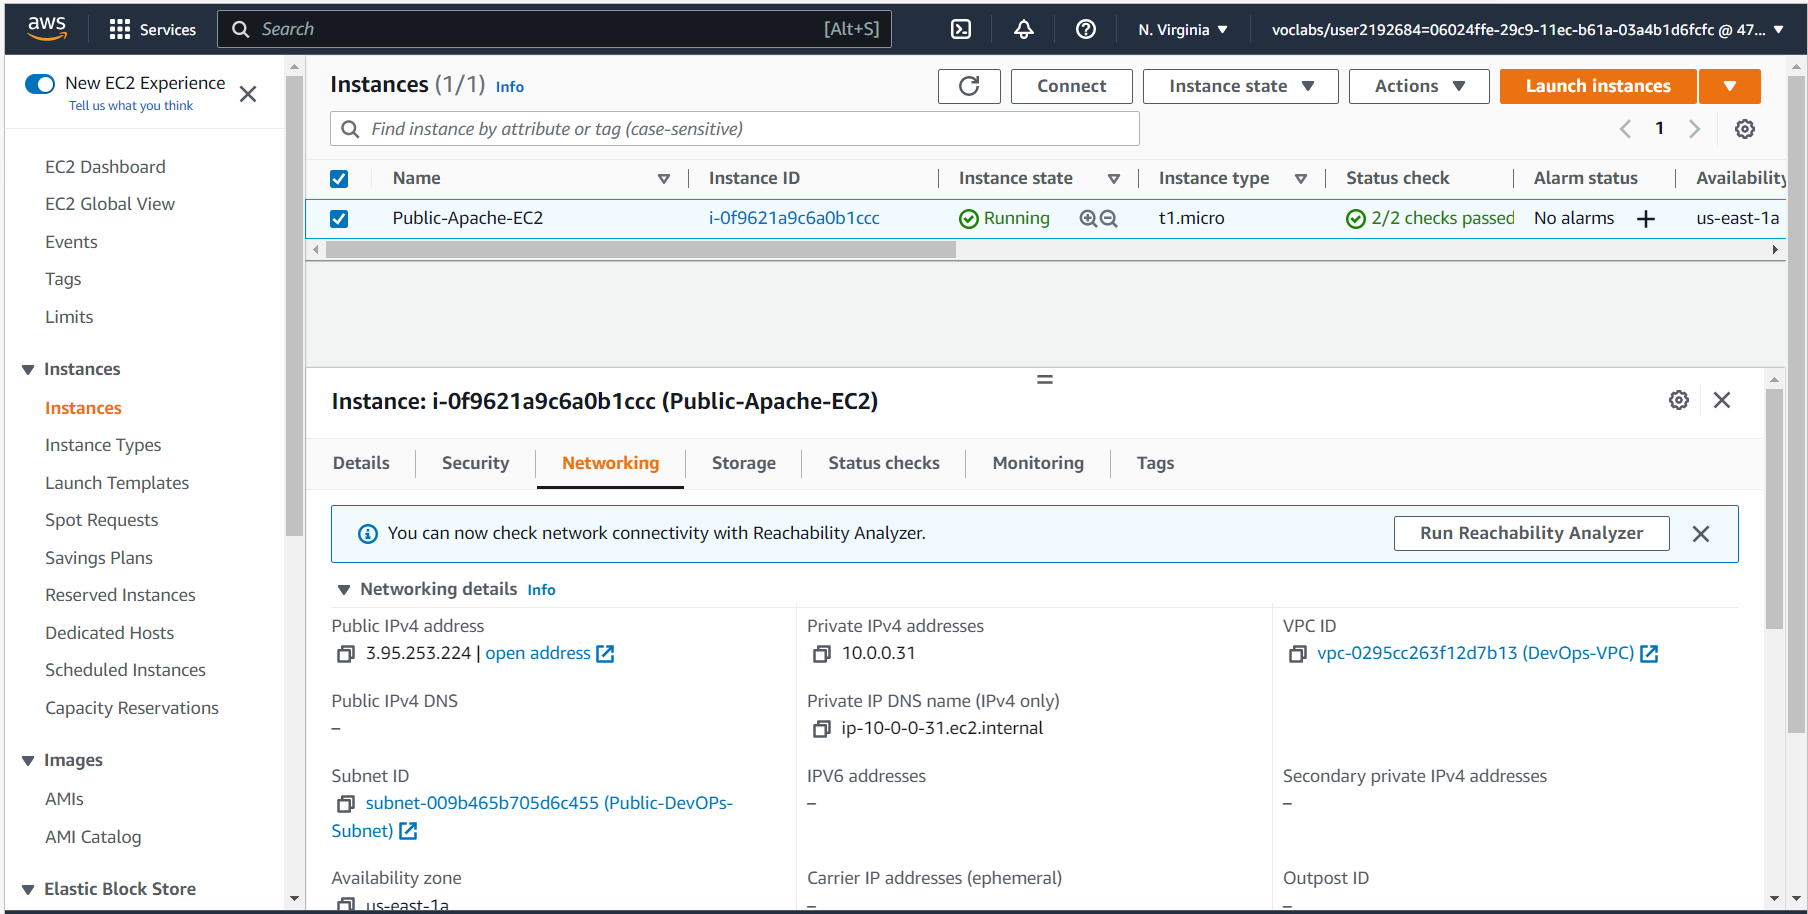 aws
Services
Search
[Alt+S]
N. Virginia
voclabs/user2192684=06024ffe-29c9-11ec-b61a-03a4b1d6fcfc @ 47...
New EC2 Experience
Tell us what you think
EC2 Dashboard
EC2 Global View
Events
Tags
Limits
Instances
Instances
Instance Types
Launch Templates
Spot Requests
Savings Plans
Reserved Instances
Dedicated Hosts
Scheduled Instances
Capacity Reservations
Images
AMIs
AMI Catalog
Elastic Block Store
Instances (1/1) Info
Connect
Instance state
Actions
Launch instances
Find instance by attribute or tag (case-sensitive)
1
Name
Instance ID
Instance state
Instance type
Status check
Alarm status
Availability
Public-Apache-EC2
i-0f9621a9c6a0b1ccc
Running
t1.micro
2/2 checks passed
No alarms
us-east-1a
Instance: i-0f9621a9c6a0b1ccc (Public-Apache-EC2)
Details
Security
Networking
Storage
Status checks
Monitoring
Tags
You can now check network connectivity with Reachability Analyzer.
Run Reachability Analyzer
Networking details Info
Public IPv4 address
3.95.253.224 | open address
Private IPv4 addresses
10.0.0.31
VPC ID
vpc-0295cc263f12d7b13 (DevOps-VPC)
Public IPv4 DNS
–
Private IP DNS name (IPv4 only)
ip-10-0-0-31.ec2.internal
Subnet ID
subnet-009b465b705d6c455 (Public-DevOPs-
Subnet)
IPV6 addresses
–
Secondary private IPv4 addresses
–
Availability zone
us-east-1a
Carrier IP addresses (ephemeral)
–
Outpost ID
–